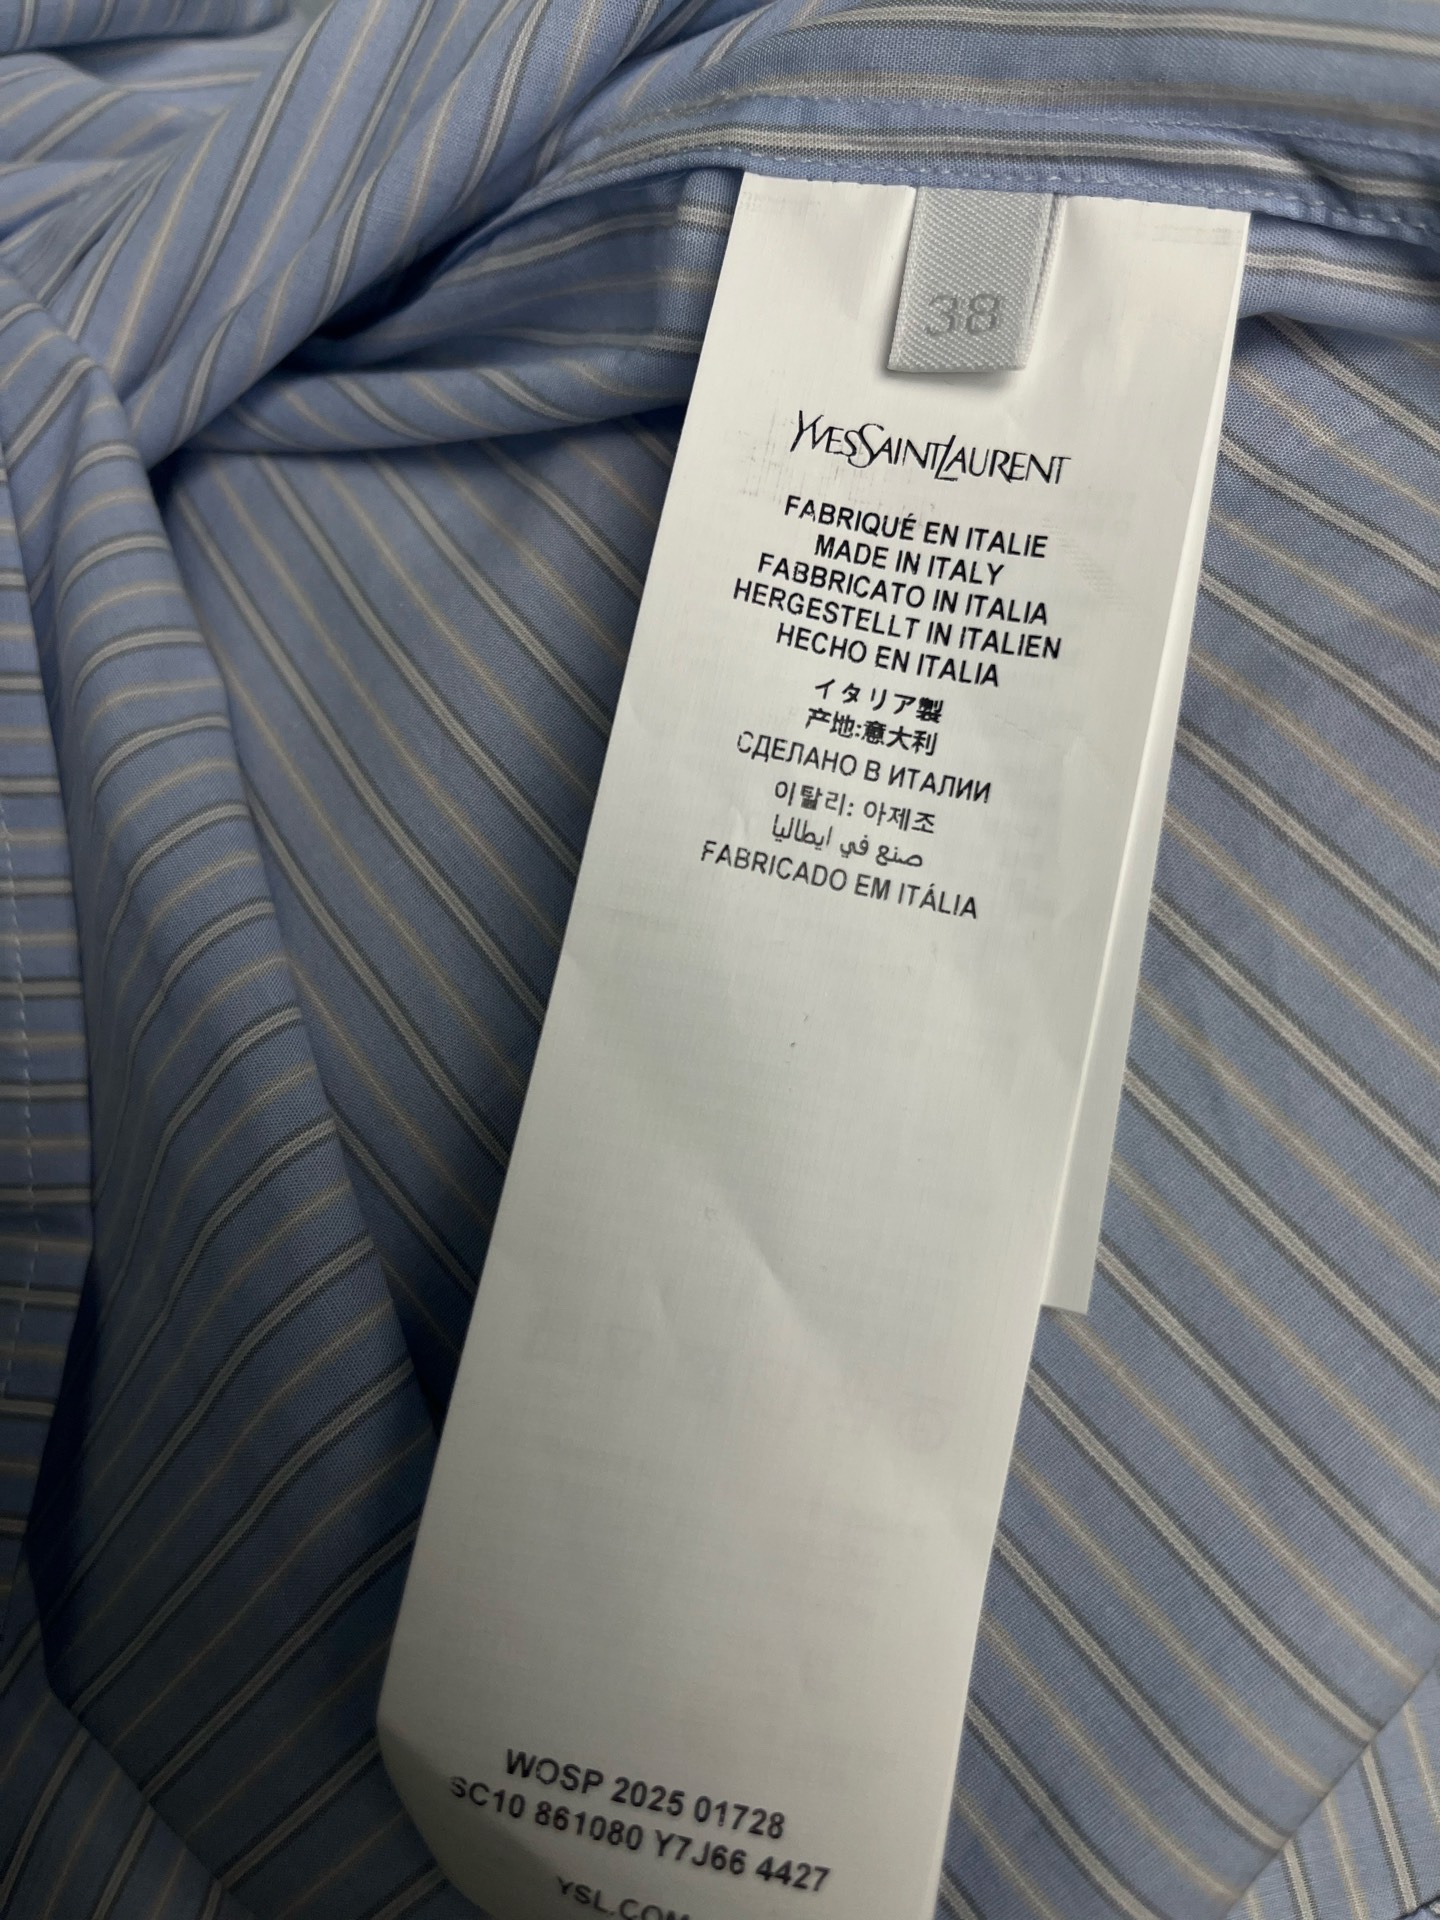 38
YVESSAINTLAURENT
FABRIQUÉ EN ITALIE
MADE IN ITALY
FABBRICATO IN ITALIA
HERGESTELLT IN ITALIEN
HECHO EN ITALIA
イタリア製
产地:意大利
СДЕЛАНО В ИТАЛИИ
이탈리: 아제조
صنع في ايطاليا
FABRICADO EM ITÁLIA
WOSP 2025 01728
SC10 861080 Y7J66 4427
YSL.COM